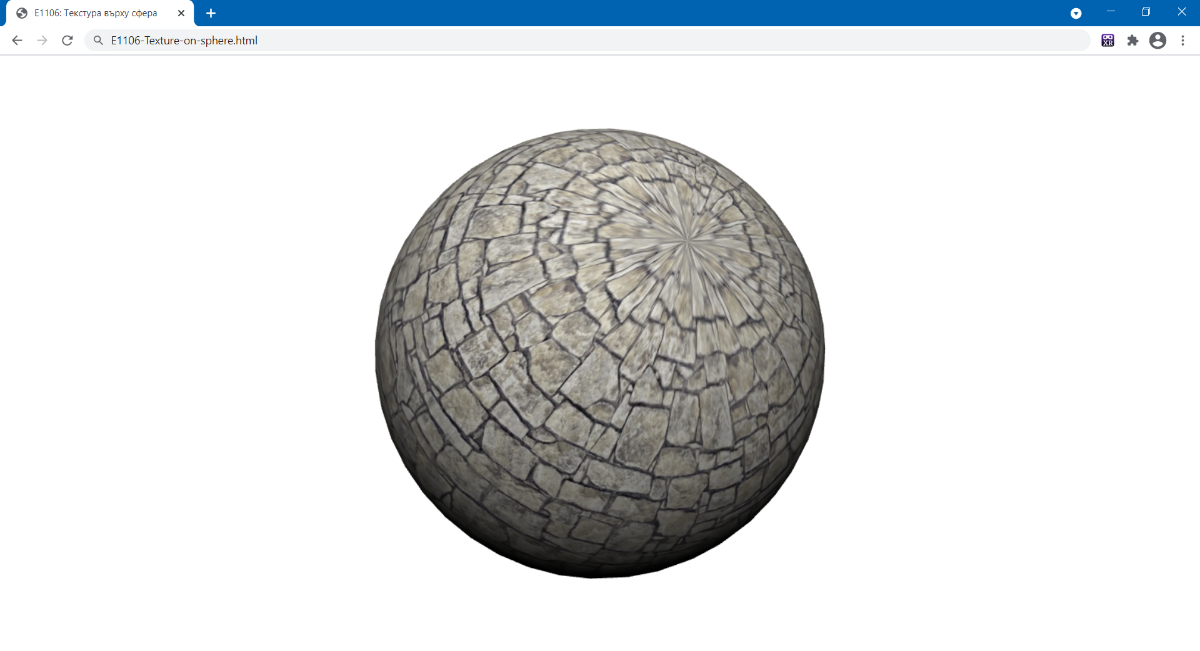 E1106: Текстура върху сфера
E1106-Texture-on-sphere.html